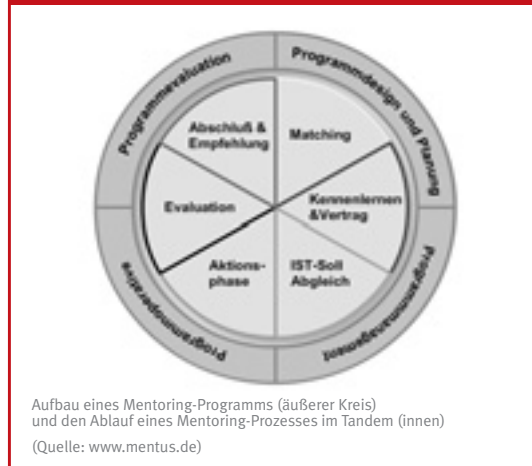 Programmevaluation
Programmdesign und Planung
Abschluß &
Empfehlung
Matching
Evaluation
Kennenlernen
&Vertrag
Aktions-
phase
IST-Soll
Abgleich
Programmoperative
Programmmanagement
Aufbau eines Mentoring-Programms (äußerer Kreis)
und den Ablauf eines Mentoring-Prozesses im Tandem (innen)
(Quelle: www.mentus.de)